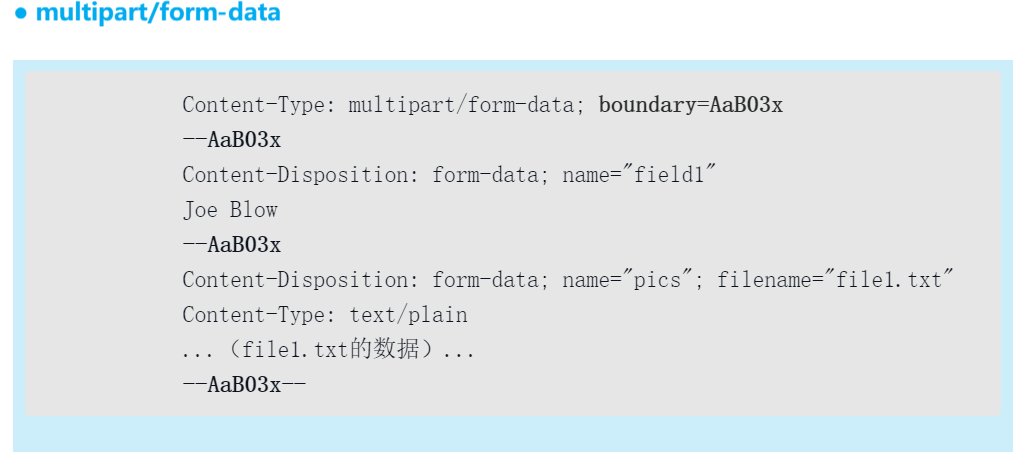 ● multipart/form-data
Content-Type: multipart/form-data; boundary=AaB03x
--AaB03x
Content-Disposition: form-data; name="field1"
Joe Blow
--AaB03x
Content-Disposition: form-data; name="pics"; filename="file1.txt"
Content-Type: text/plain
...（file1.txt的数据）...
--AaB03x--